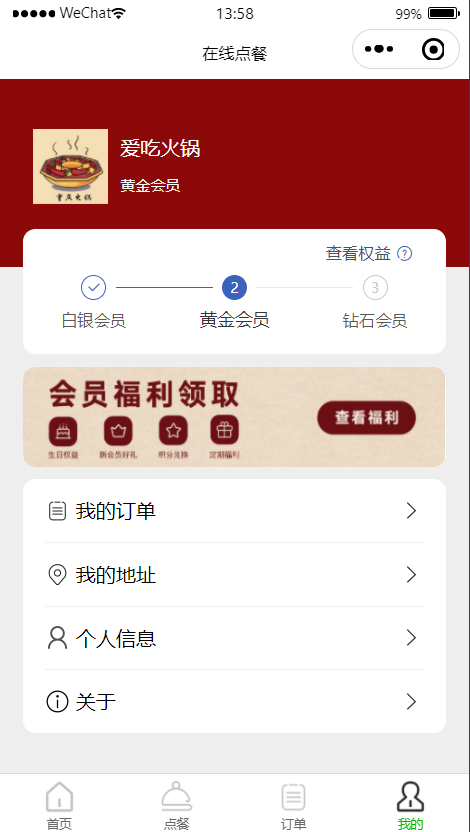 WeChat 13:58 99%
在线点餐
爱吃火锅
黄金会员
重庆火锅
查看权益 ?
2 3
白银会员 黄金会员 钻石会员
会员福利领取
查看福利
生日权益 新会员好礼 积分兑换 定期福利
我的订单
我的地址
个人信息
关于
首页 点餐 订单 我的